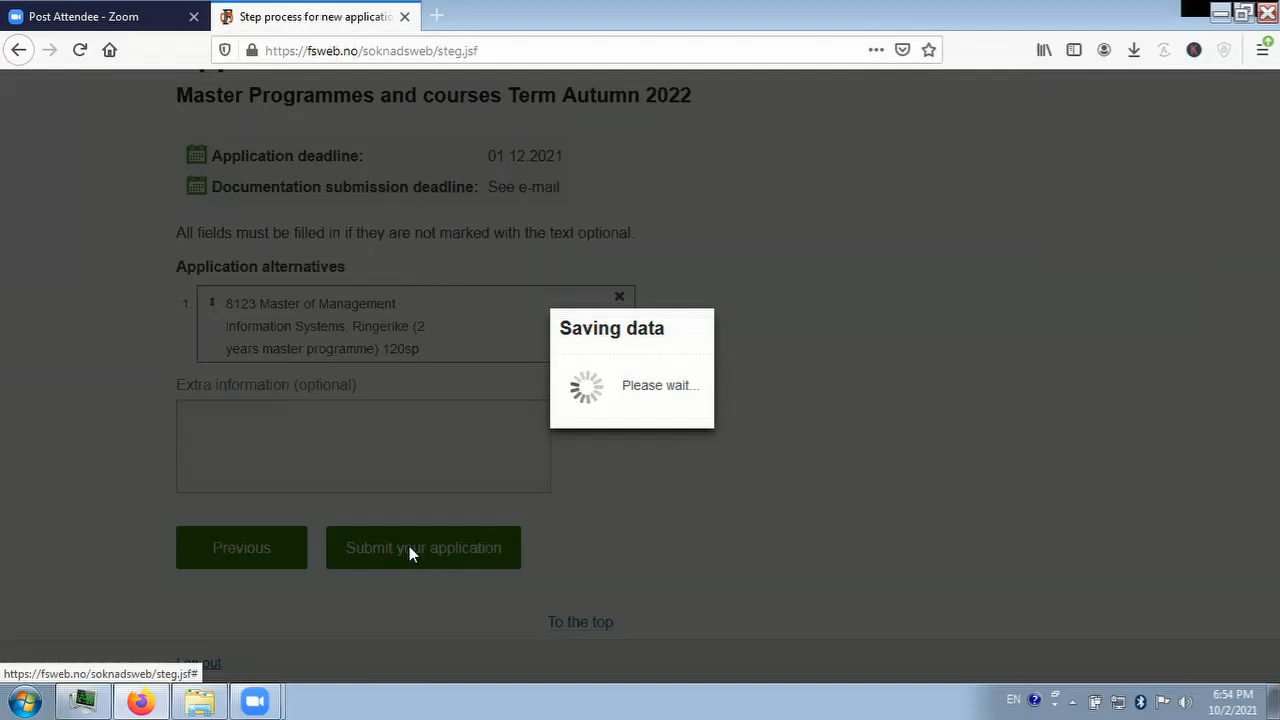 Post Attendee - Zoom
Step process for new applicatio
https://fsweb.no/soknadsweb/steg.jsf
Master Programmes and courses Term Autumn 2022
Application deadline: 01.12.2021
Documentation submission deadline: See e-mail
All fields must be filled in if they are not marked with the text optional.
Application alternatives
1. 8123 Master of Management
Information Systems, Ringerike (2
years master programme) 120sp
Saving data
Please wait...
Extra information (optional)
Previous
Submit your application
To the top
out
https://fsweb.no/soknadsweb/steg.jsf#
EN
6:54 PM
10/2/2021